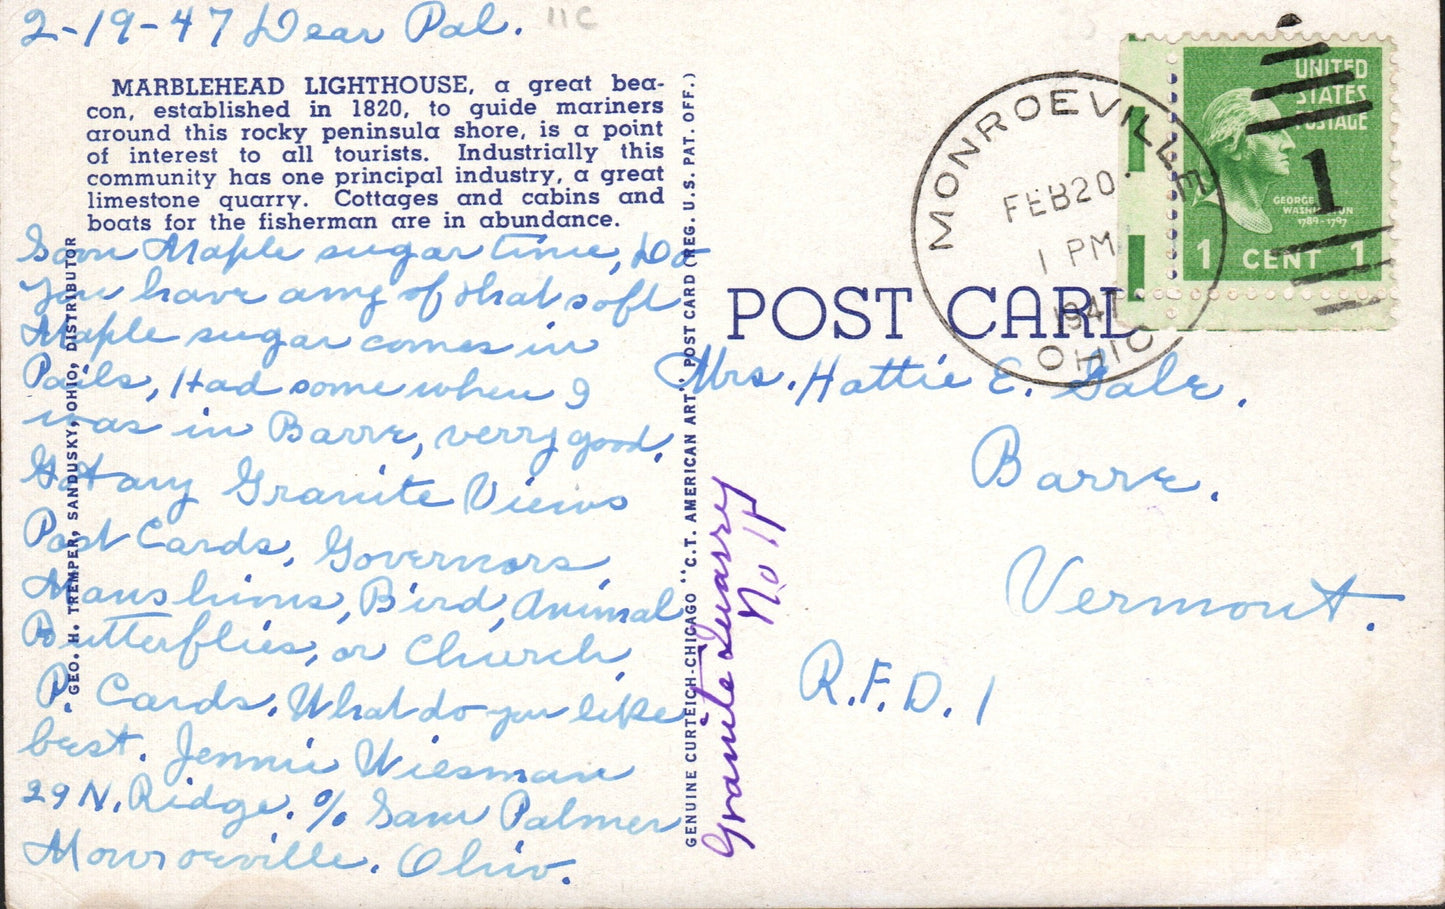 2-19-47 Dear Pal.
11c
MARBLEHEAD LIGHTHOUSE, a great bea-
con, established in 1820, to guide mariners
around this rocky peninsula shore, is a point
of interest to all tourists. Industrially this
community has one principal industry, a great
limestone quarry. Cottages and cabins and
boats for the fisherman are in abundance.
Soon Maple sugar time, Do
You have any of that soft
Maple sugar comes in
Pails, Had some when I
was in Barre, verry good.
Got any Granite Views
Post Cards, Governors,
Manshions, Bird, Animal
Butterflies, or Church,
P. Cards. What do you like
best. Jennie Wiesman
29 N. Ridge. % Sam Palmer
Monroeville. Ohio.
GEO. H. TREMPER, SANDUSKY, OHIO, DISTRIBUTOR
GENUINE CURTEICH-CHICAGO "C.T. AMERICAN ART" POST CARD (REG. U.S. PAT. OFF.)
Granite Quarry
No 14
POST CARD
Mrs. Hattie E. Gale.
Barre.
Vermont.
R.F.D. 1
MONROEVILLE
FEB 20
1 PM
1947
OHIO
1
UNITED
STATES
POSTAGE
GEORGE
WASHINGTON
1789-1797
1 CENT 1